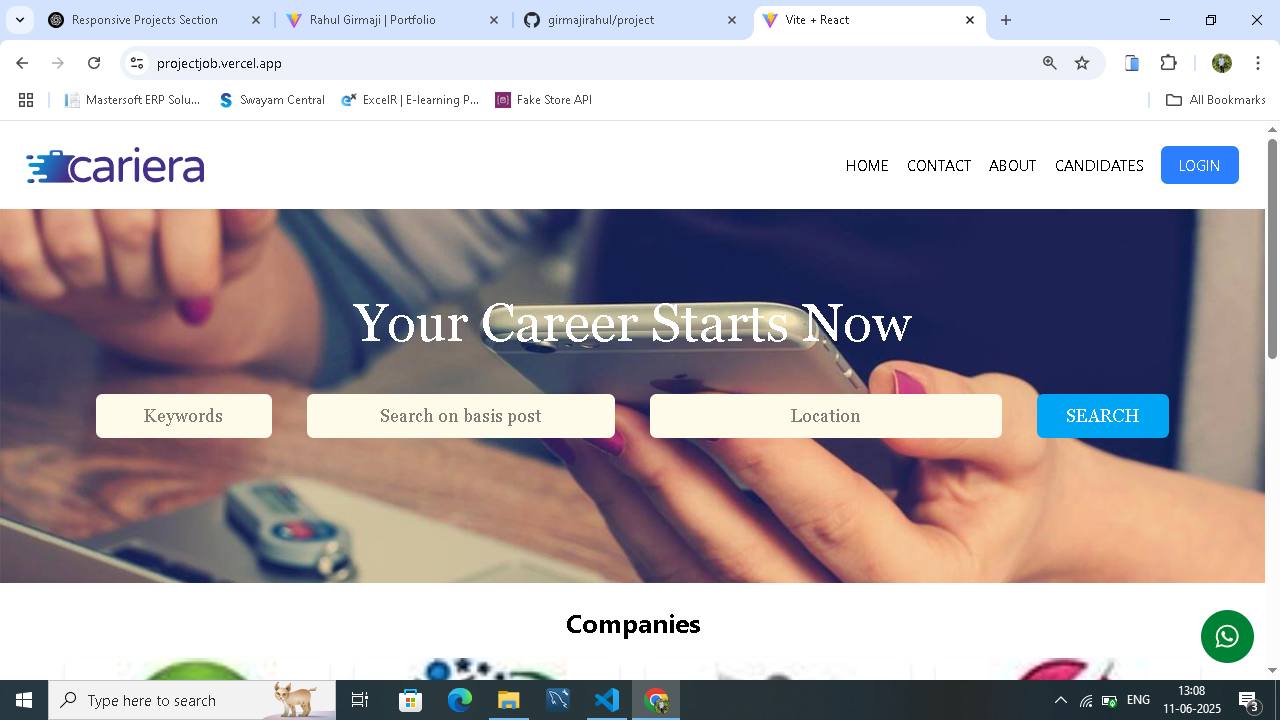 Responsive Projects Section
Rahul Girmaji | Portfolio
girmajirahul/project
Vite + React
projectjob.vercel.app
Mastersoft ERP Solu...
Swayam Central
ExcelR | E-learning P...
Fake Store API
All Bookmarks
cariera
HOME
CONTACT
ABOUT
CANDIDATES
LOGIN
Your Career Starts Now
Keywords
Search on basis post
Location
SEARCH
Companies
Type here to search
ENG
13:08
11-06-2025
3